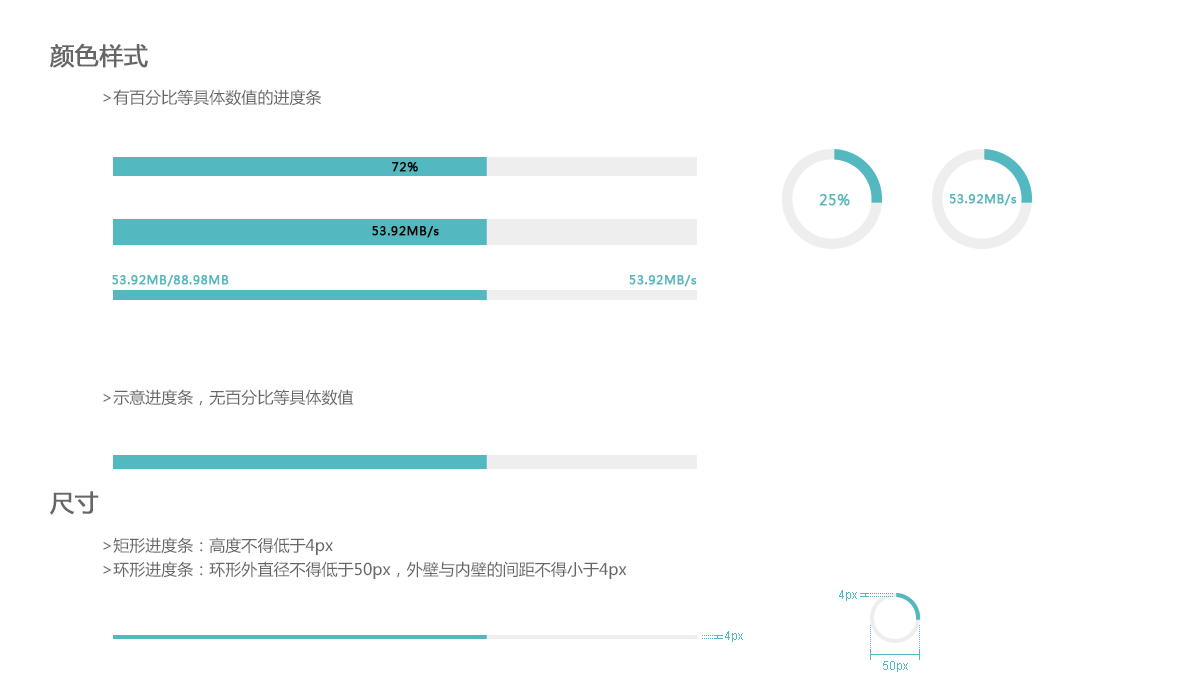 颜色样式
>有百分比等具体数值的进度条
72%
25%
53.92MB/s
53.92MB/s
53.92MB/88.98MB
53.92MB/s
>示意进度条，无百分比等具体数值
尺寸
>矩形进度条：高度不得低于4px
>环形进度条：环形外直径不得低于50px，外壁与内壁的间距不得小于4px
4px
4px
50px